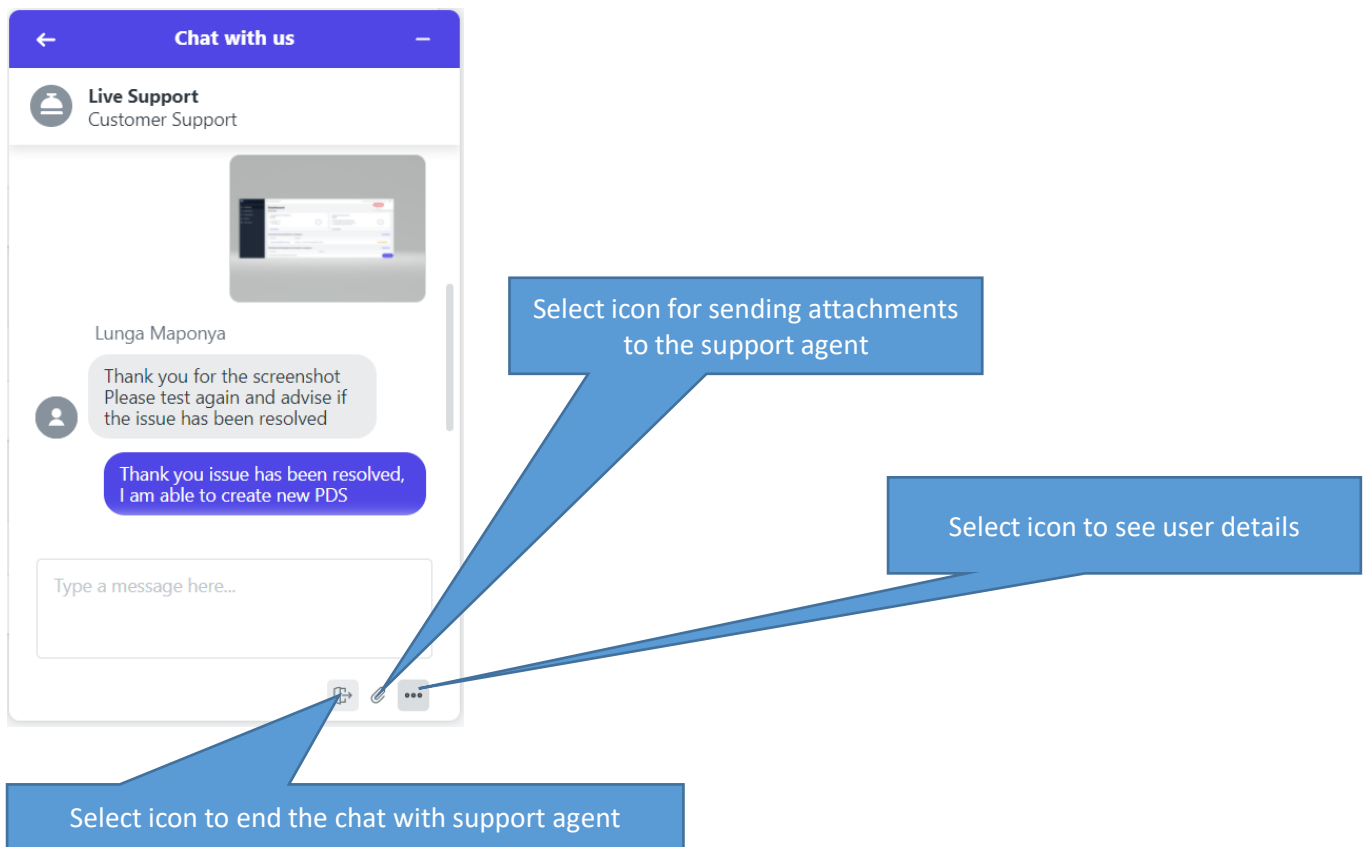 Chat with us
Live Support
Customer Support
Lunga Maponya
Thank you for the screenshot
Please test again and advise if
the issue has been resolved
Thank you issue has been resolved,
I am able to create new PDS
Type a message here...
Select icon for sending attachments
to the support agent
Select icon to see user details
Select icon to end the chat with support agent